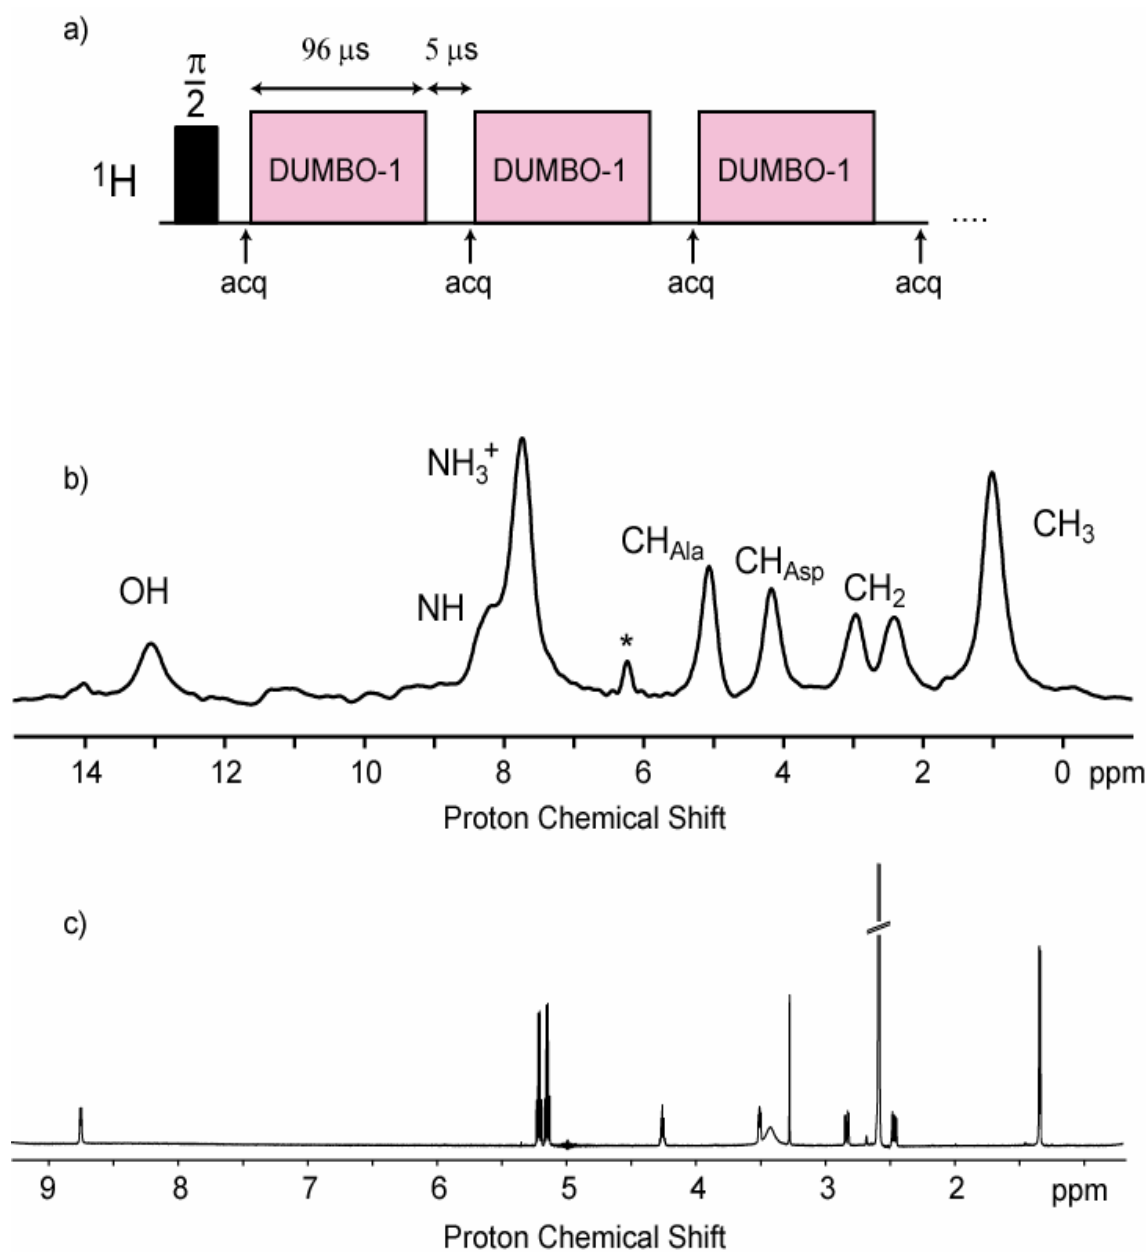 a)
96 μs 5 μs
π
2
¹H
DUMBO-1 DUMBO-1 DUMBO-1
....
acq acq acq acq
b)
NH₃⁺
CH₃
CH_Ala
CH_Asp
OH
NH
CH₂
*
14 12 10 8 6 4 2 0 ppm
Proton Chemical Shift
c)
9 8 7 6 5 4 3 2 ppm
Proton Chemical Shift